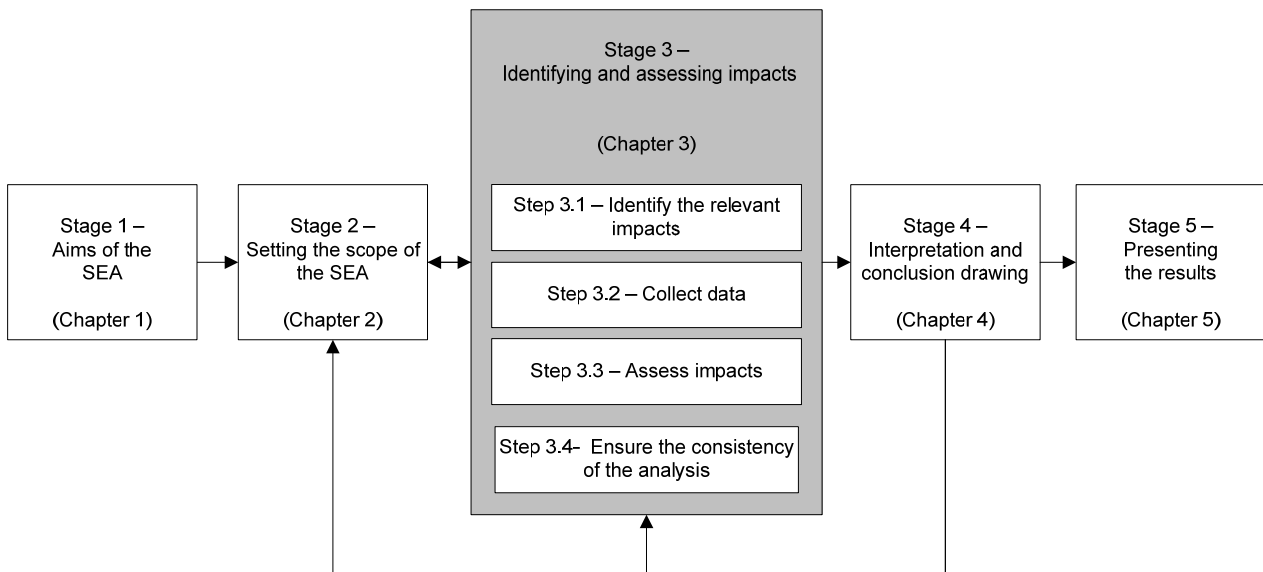 Stage 1 –
Aims of the
SEA
(Chapter 1)
Stage 2 –
Setting the scope of
the SEA
(Chapter 2)
Stage 3 –
Identifying and assessing impacts
(Chapter 3)
Step 3.1 – Identify the relevant
impacts
Step 3.2 – Collect data
Step 3.3 – Assess impacts
Step 3.4-  Ensure the consistency
of the analysis
Stage 4 –
Interpretation and
conclusion drawing
(Chapter 4)
Stage 5 –
Presenting
the results
(Chapter 5)